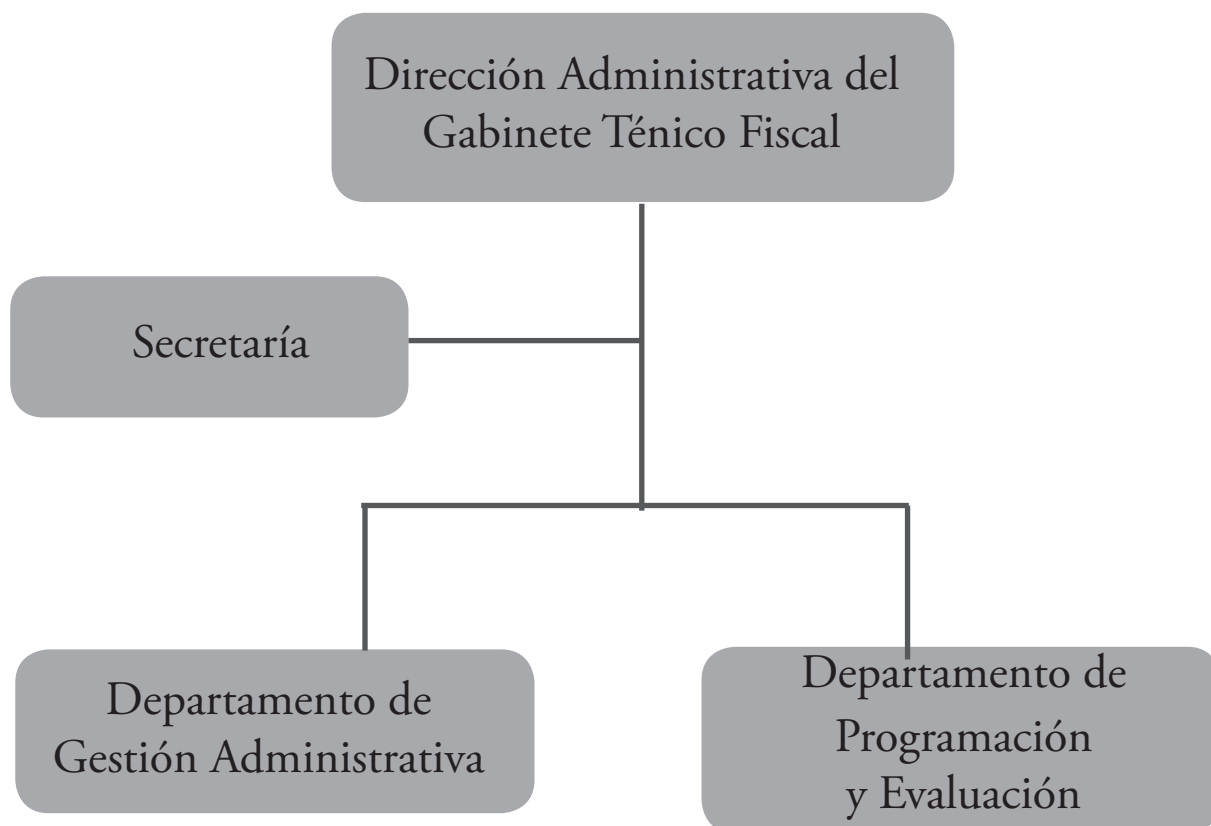 Dirección Administrativa del
Gabinete Ténico Fiscal
Secretaría
Departamento de
Gestión Administrativa
Departamento de
Programación
y Evaluación